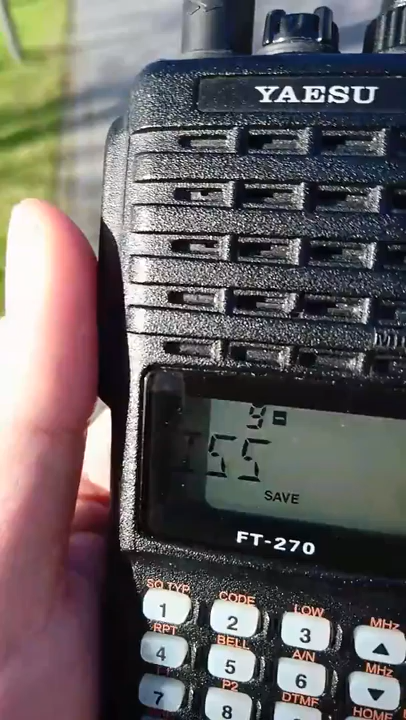 YAESU
9-
155
SAVE
FT-270
SQ TYP CODE LOW
1 2 3 MHz ▲
RPT BELL A/N MHz
4 5 6 ▼
P2 DTMF HOME
7 8